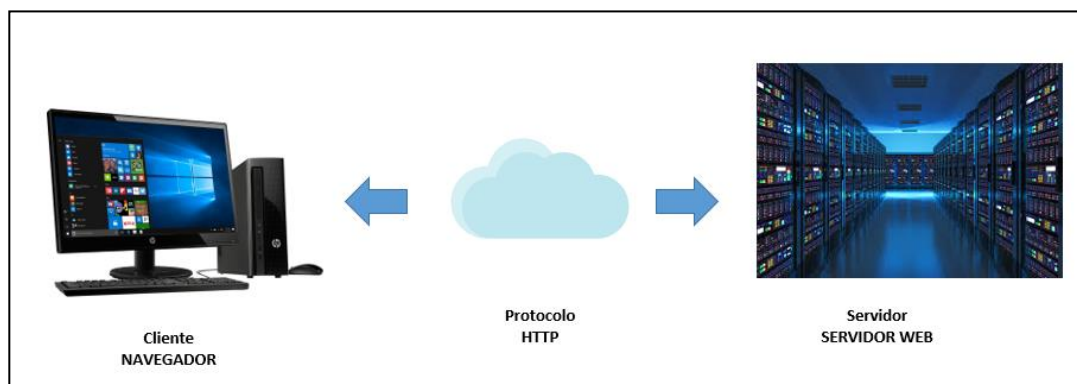 Cliente
NAVEGADOR
Protocolo
HTTP
Servidor
SERVIDOR WEB